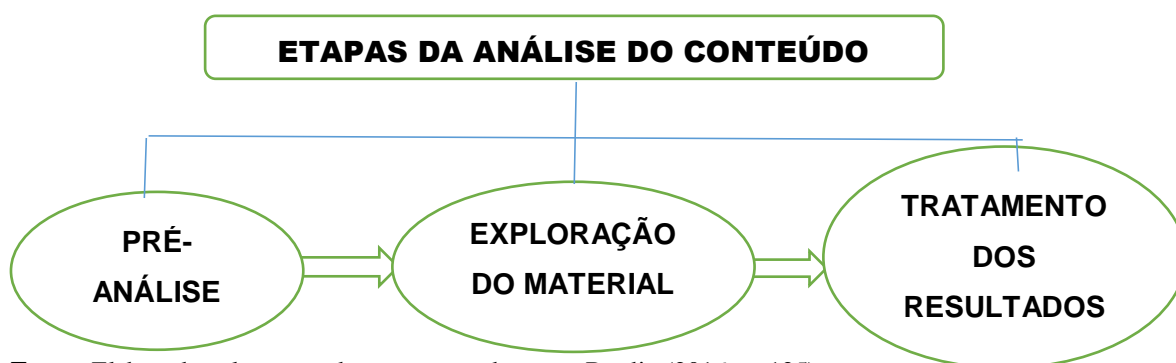 ETAPAS DA ANÁLISE DO CONTEÚDO
PRÉ-
ANÁLISE
EXPLORAÇÃO
DO MATERIAL
TRATAMENTO
DOS
RESULTADOS